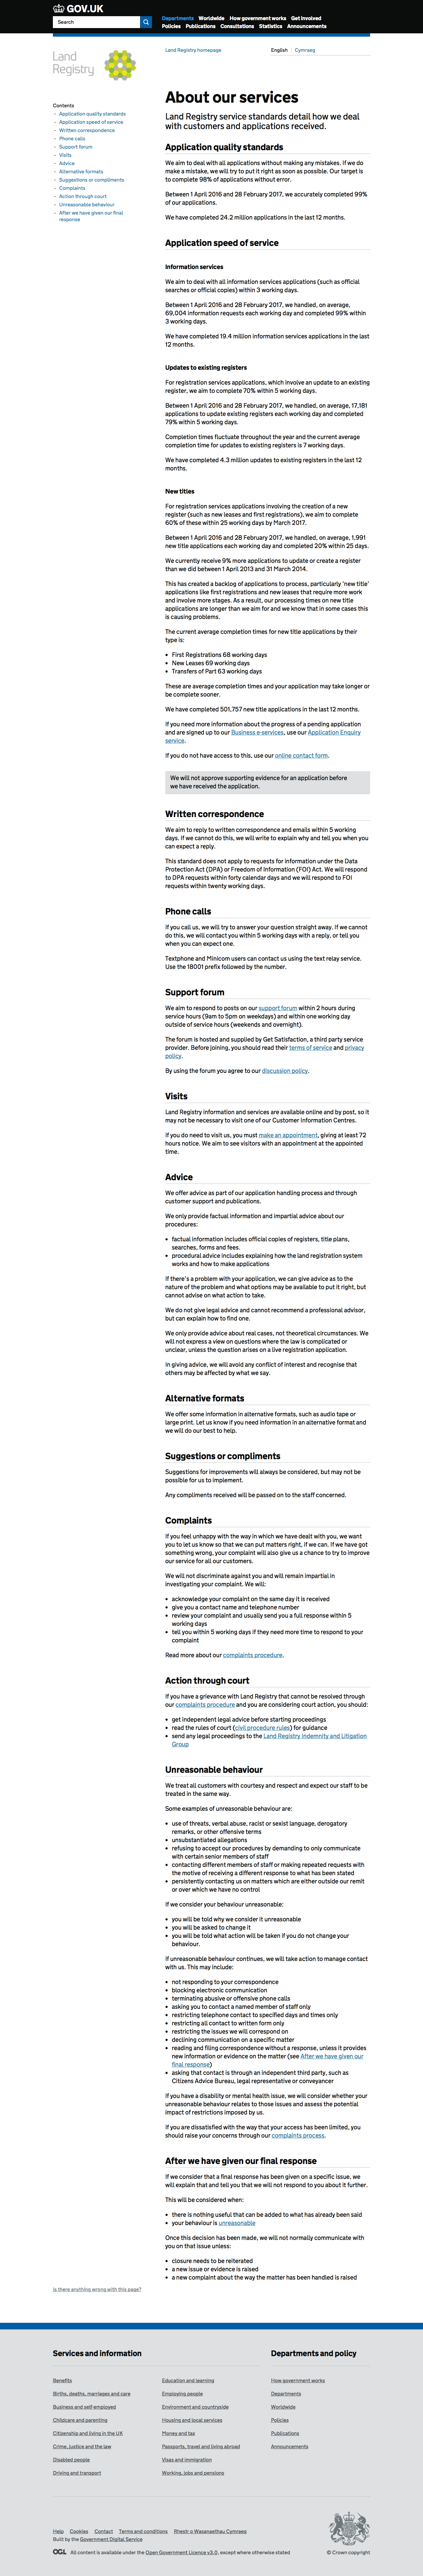 GOV.UK
Search
Departments Worldwide How government works Get involved
Policies Publications Consultations Statistics Announcements
Land
Registry
Land Registry homepage
English | Cymraeg
Contents
– Application quality standards
– Application speed of service
– Written correspondence
– Phone calls
– Support forum
– Visits
– Advice
– Alternative formats
– Suggestions or compliments
– Complaints
– Action through court
– Unreasonable behaviour
– After we have given our final
response
About our services
Land Registry service standards detail how we deal
with customers and applications received.
Application quality standards
We aim to deal with all applications without making mistakes. If we do
make a mistake, we will try to put it right as soon as possible. Our target is
to complete 98% of applications without error.
Between 1 April 2016 and 28 February 2017, we accurately completed 99%
of our applications.
We have completed 24.2 million applications in the last 12 months.
Application speed of service
Information services
We aim to deal with all information services applications (such as official
searches or official copies) within 3 working days.
Between 1 April 2016 and 28 February 2017 we handled, on average,
69,004 information requests each working day and completed 99% within
3 working days.
We have completed 19.4 million information services applications in the last
12 months.
Updates to existing registers
For registration services applications, which involve an update to an existing
register, we aim to complete 70% within 5 working days.
Between 1 April 2016 and 28 February 2017, we handled, on average, 17,181
applications to update existing registers each working day and completed
79% within 5 working days.
Completion times fluctuate throughout the year and the current average
completion time for updates to existing registers is 7 working days.
We have completed 4.3 million updates to existing registers in the last 12
months.
New titles
For registration services applications involving the creation of a new
register (such as new leases and first registrations), we aim to complete
60% of these within 25 working days by March 2017.
Between 1 April 2016 and 28 February 2017, we handled, on average, 1,991
new titles each working day and completed 20% within 25 days.
We currently receive 9% more applications to update or create a register
than we did between 1 April 2013 and 31 March 2014.
This has created a backlog of applications to process, particularly ‘new title’
applications like first registrations and new leases that require more work
and involve more stages. As a result, our processing times on new title
applications are longer than we aim for and we know that in some cases this
is causing problems.
The current average completion times for new title applications by their
type is:
• First Registrations 68 working days
• New Leases 69 working days
• Transfers of Part 63 working days
These are average completion times and your application may take longer or
be complete sooner.
We have completed 501,757 new title applications in the last 12 months.
If you need more information about the progress of a pending application
and are signed up to our Business e-services, use our Application Enquiry
service.
If you do not have access to this, use our online contact form.
We will not approve supporting evidence for an application before
we have received the application.
Written correspondence
We aim to reply to written correspondence and emails within 5 working
days. If we cannot do this, we will write to explain why and tell you when you
can expect a reply.
This standard does not apply to requests for information under the Data
Protection Act (DPA) or Freedom of Information (FOI) Act. We will respond
to DPA requests within forty calendar days and we will respond to FOI
requests within twenty working days.
Phone calls
If you call us, we will try to answer your question straight away. If we cannot
do this, we will contact you within 5 working days with a reply, or tell you
when you can expect one.
Textphone and Minicom users can contact us using the text relay service.
Use the 18001 prefix followed by the number.
Support forum
We aim to respond to posts on our support forum within 2 hours during
service hours (9am to 5pm on weekdays) and within one working day
outside of service hours (weekends and overnight).
The forum is hosted and supplied by Get Satisfaction, a third party service
provider. Before joining, you should read their terms of service and privacy
policy.
By using the forum you agree to our discussion policy.
Visits
Land Registry information and services are available online and by post, so it
may not be necessary to visit one of our Customer Information Centres.
If you do need to visit us, you must make an appointment, giving at least 72
hours notice. We aim to see visitors with an appointment at the appointed
time.
Advice
We offer advice as part of our application handling process and through
customer support and publications.
We only provide factual information and impartial advice about our
procedures:
• factual information includes official copies of registers, title plans,
searches, forms and fees.
• procedural advice includes explaining how the land registration system
works and how to make applications
If there’s a problem with your application, we can give advice as to the
nature of the problem and what options may be available to put it right, but
cannot advise on what action to take.
We do not give legal advice and cannot recommend a professional advisor,
but can explain how to find one.
We only provide advice about real cases, not theoretical circumstances. We
will not express a view on questions where the law is complicated or
unclear, unless the question arises on a live registration application.
In giving advice, we will avoid any conflict of interest and recognise that
others may be affected by what we say.
Alternative formats
We offer some information in alternative formats, such as audio tape or
large print. Let us know if you need information in an alternative format and
we will do our best to help.
Suggestions or compliments
Suggestions for improvements will always be considered, but may not be
possible for us to implement.
Any compliments received will be passed on to the staff concerned.
Complaints
If you feel unhappy with the way in which we have dealt with you, we want
you to let us know so that we can put matters right, if we can. If we have got
something wrong, your complaint will also give us a chance to try to improve
our service for all our customers.
We will not discriminate against you and will remain impartial in
investigating your complaint. We will:
• acknowledge your complaint on the same day it is received
• give you a contact name and telephone number
• review your complaint and usually send you a full response within 5
working days
• tell you within 5 working days if they need more time to respond to your
complaint
Read more about our complaints procedure.
Action through court
If you have a grievance with Land Registry that cannot be resolved through
our complaints procedure and you are considering court action, you should:
• get independent legal advice before starting proceedings
• read the rules of court (civil procedure rules) for guidance
• send any legal proceedings to the Land Registry Indemnity and Litigation
Group
Unreasonable behaviour
We treat all customers with courtesy and respect and expect our staff to be
treated in the same way.
Some examples of unreasonable behaviour are:
• use of threats, verbal abuse, racist or sexist language, derogatory
remarks, or other offensive terms
• unsubstantiated allegations
• refusing to accept our procedures by demanding to only communicate
with certain senior members of staff
• contacting different members of staff with repeated requests
with the motive of receiving a different response to what has been stated
• persistently contacting us on matters which are either outside our remit
or over which we have no control
If we consider your behaviour unreasonable:
• you will be told why we consider it unreasonable
• you will be asked to change it
• you will be told what action will be taken if you do not change your
behaviour.
If unreasonable behaviour continues, we will take action to manage contact
with us. This may include:
• not responding to your correspondence
• blocking electronic communication
• terminating abusive or offensive phone calls
• asking you to contact a named member of staff only
• restricting telephone contact to specified days and times only
• restricting all contact to written form only
• restricting the issues we will correspond on
• declining communication on a specific matter
• reading and filing correspondence without a response, unless it provides
new information or evidence on the matter (see After we have given our
final response)
• asking that contact is through an independent third party, such as
Citizens Advice Bureau, legal representative or conveyancer
If you have a disability or mental health issue, we will consider whether your
unreasonable behaviour relates to those issues and assess the potential
impact of imposing limits or sanctions.
If you are dissatisfied with the way that your access has been limited, you
should raise your concerns through our complaints process.
After we have given our final response
If we consider that a final response has been given on a specific issue, we
will explain that and tell you that we will not respond to you about it further.
This will be considered when:
• there is nothing useful that can be added to what has already been said
• your behaviour is unreasonable
Once this decision has been made, we will not normally communicate with
you on that issue unless:
• closure needs to be reiterated
• a new issue or evidence is raised
• a new complaint about the way the matter has been handled is raised
Is there anything wrong with this page?
Services and information
Departments and policy
Benefits
Education and learning
How government works
Births, deaths, marriages and care
Employing people
Departments
Business and self-employed
Environment and countryside
Worldwide
Childcare and parenting
Housing and local services
Policies
Citizenship and living in the UK
Money and tax
Publications
Crime, justice and the law
Passports, travel and living abroad
Announcements
Disabled people
Visas and immigration
Driving and transport
Working, jobs and pensions
Help Cookies Contact Terms and conditions Rhestr o Wasanaethau Cymraeg
Built by the Government Digital Service
OGL All content is available under the Open Government Licence v3.0, except where otherwise stated
© Crown copyright